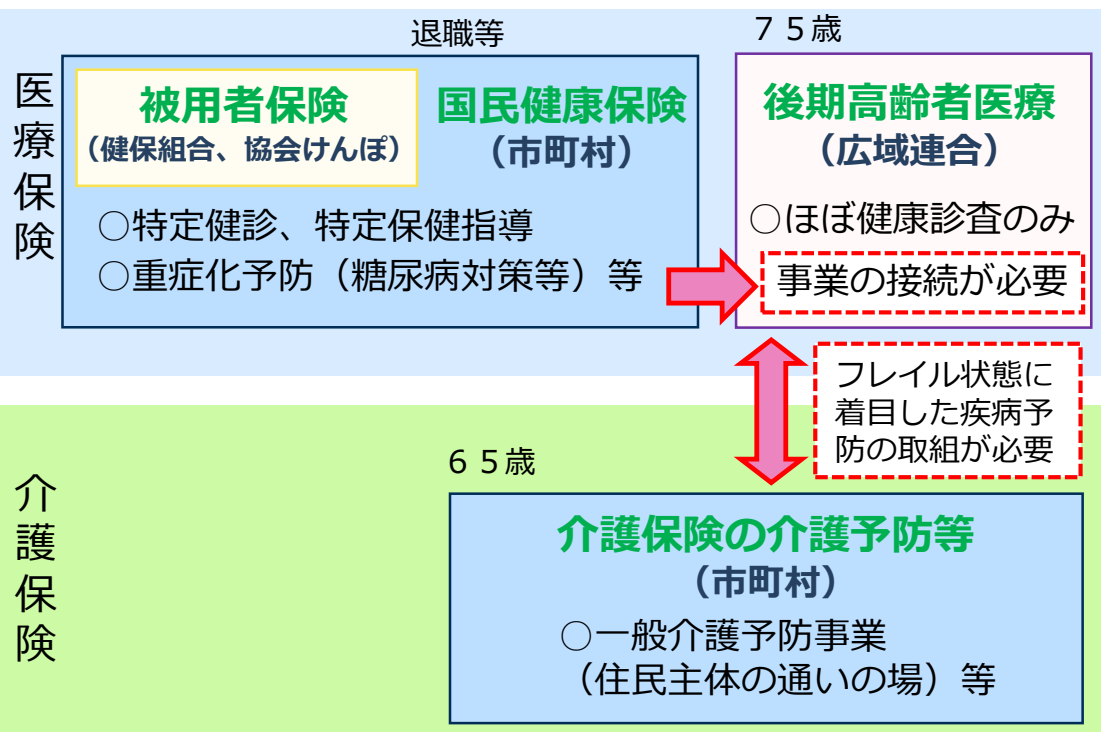 退職等
７５歳
医療保険
被用者保険
（健保組合、協会けんぽ）
国民健康保険
（市町村）
○特定健診、特定保健指導
○重症化予防（糖尿病対策等）等
後期高齢者医療
（広域連合）
○ほぼ健康診査のみ
事業の接続が必要
フレイル状態に
着目した疾病予
防の取組が必要
介護保険
６５歳
介護保険の介護予防等
（市町村）
○一般介護予防事業
（住民主体の通いの場）等